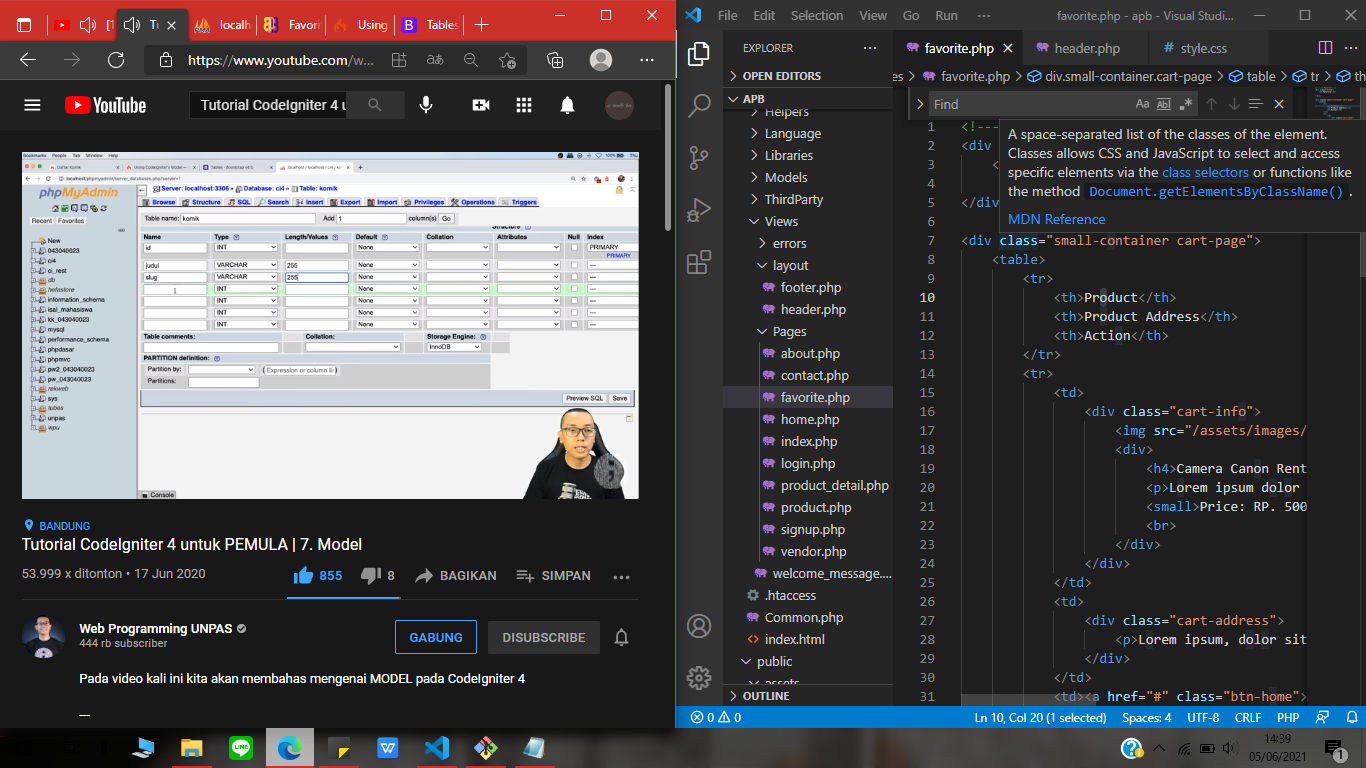 Tu
localh
Favori
Using
Tables
https://www.youtube.com/w...
YouTube
Tutorial CodeIgniter 4 u
phpMyAdmin
Recent Favorites
New
043040023
ci4
ci_rest
db
hefastore
information_schema
isal_mahasiswa
kk_043040023
mysql
performance_schema
phpdasar
phpmvc
pw2_043040023
pw_043040023
rekweb
sys
tubes
unpas
wpu
Server: localhost:3306 » Database: ci4 » Table: komik
Browse Structure SQL Search Insert Export Import Privileges Operations Triggers
Table name: komik Add 1 column(s) Go
Structure
Name Type Length/Values Default Collation Attributes Null Index
id INT None PRIMARY
PRIMARY
judul VARCHAR 255 None ---
slug VARCHAR 255 None ---
INT None ---
INT None ---
INT None ---
INT None ---
Table comments: Collation: Storage Engine:
InnoDB
PARTITION definition:
Partition by: ( Expression or column li )
Partitions:
Preview SQL Save
Console
BANDUNG
Tutorial CodeIgniter 4 untuk PEMULA | 7. Model
53.999 x ditonton • 17 Jun 2020
855 8 BAGIKAN SIMPAN
Web Programming UNPAS
444 rb subscriber
GABUNG DISUBSCRIBE
Pada video kali ini kita akan membahas mengenai MODEL pada CodeIgniter 4
__
File Edit Selection View Go Run ··· favorite.php - apb - Visual Studi...
EXPLORER
OPEN EDITORS
APB
Helpers
Language
Libraries
Models
ThirdParty
Views
errors
layout
footer.php
header.php
Pages
about.php
contact.php
favorite.php
home.php
index.php
login.php
product_detail.php
product.php
signup.php
vendor.php
welcome_message....
.htaccess
Common.php
index.html
public
assets
OUTLINE
favorite.php header.php style.css
es > favorite.php > div.small-container.cart-page > table > tr > th
Find
Aa Abl .*
A space-separated list of the classes of the element.
Classes allows CSS and JavaScript to select and access
specific elements via the class selectors or functions like
the method Document.getElementsByClassName() .
MDN Reference
1 <!---
2 <div
3 <
4
5 </div>
6
7 <div class="small-container cart-page">
8 <table>
9 <tr>
10 <th>Product</th>
11 <th>Product Address</th>
12 <th>Action</th>
13 </tr>
14 <tr>
15 <td>
16 <div class="cart-info">
17 <img src="/assets/images/
18 <div>
19 <h4>Camera Canon Rent
20 <p>Lorem ipsum dolor
21 <small>Price: RP. 500
22 <br>
23 </div>
24 </div>
25 </td>
26 <td>
27 <div class="cart-address">
28 <p>Lorem ipsum, dolor sit
29 </div>
30 </td>
31 <td><a href="#" class="btn-home">
0 0 Ln 10, Col 20 (1 selected) Spaces: 4 UTF-8 CRLF PHP
14:39
05/06/2021
1